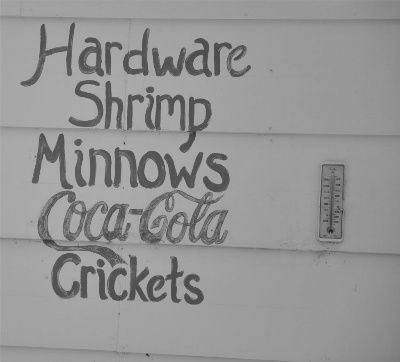 Hardware
Shrimp
Minnows
Coca-Cola
Crickets